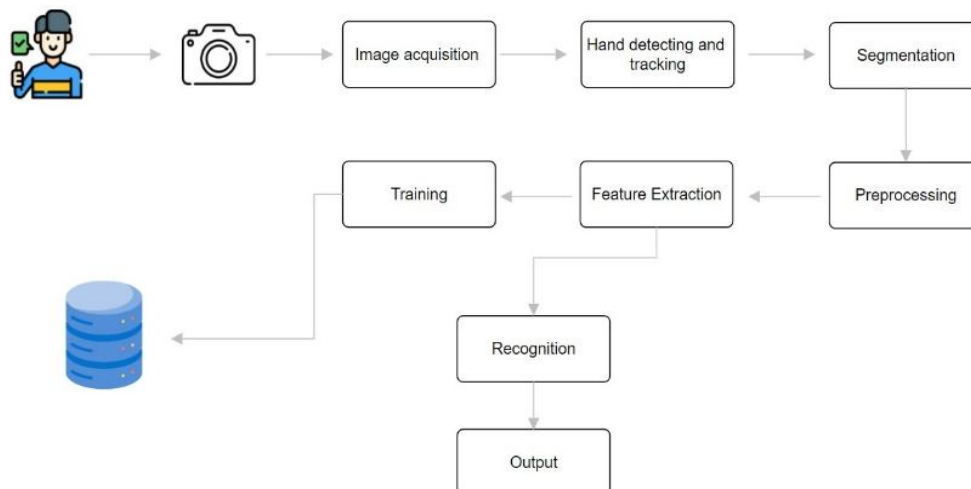 Image acquisition
Hand detecting and
tracking
Segmentation
Training
Feature Extraction
Preprocessing
Recognition
Output